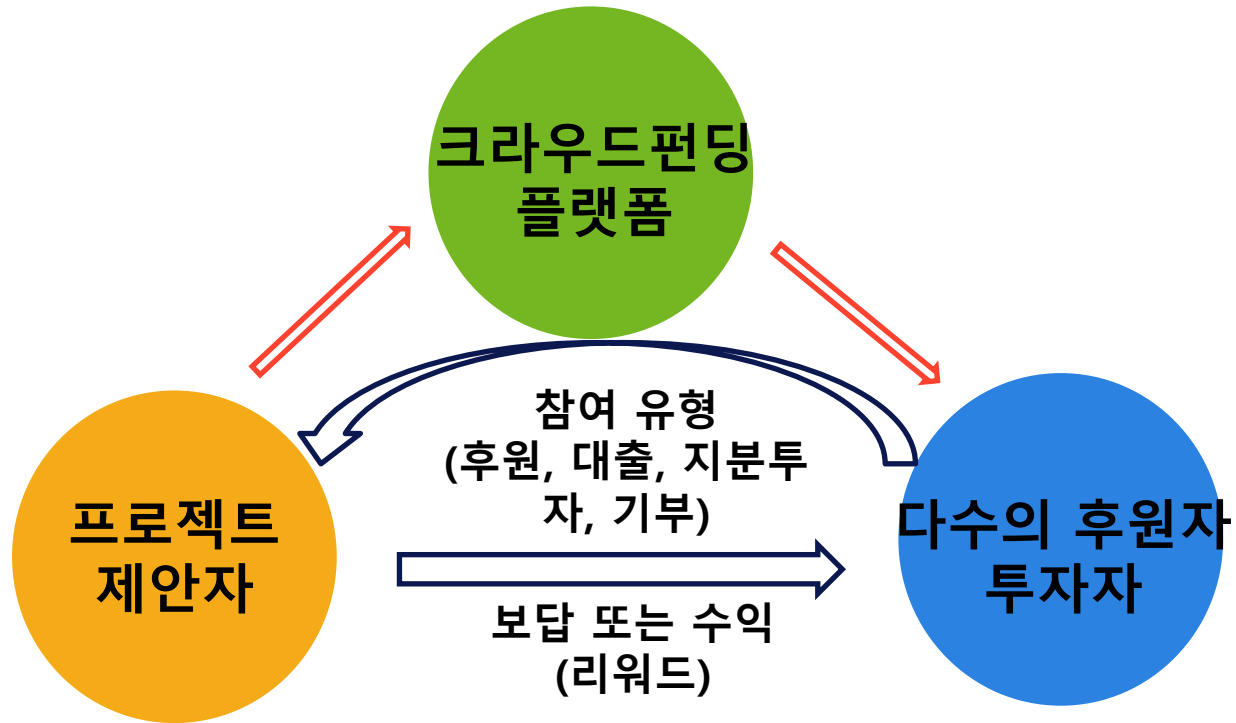 크라우드펀딩
플랫폼
참여 유형
(후원, 대출, 지분투
자, 기부)
프로젝트
제안자
다수의 후원자
투자자
보답 또는 수익
(리워드)